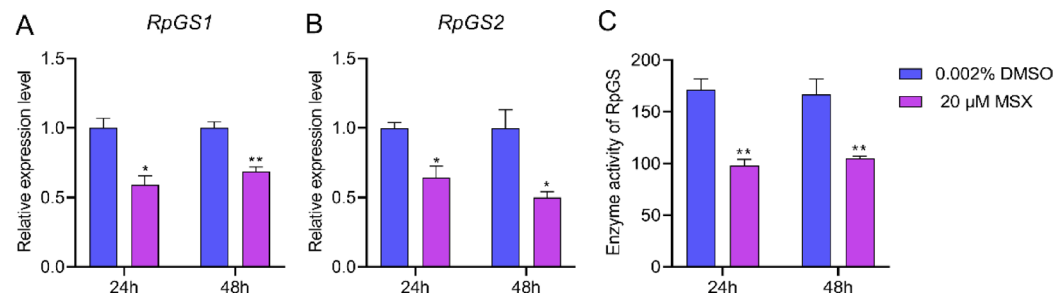 A
RpGS1
Relative expression level
1.5
1.0
0.5
0.0
*
**
24h
48h
B
RpGS2
Relative expression level
1.5
1.0
0.5
0.0
*
*
24h
48h
C
Enzyme activity of RpGS
200
150
100
50
0
**
**
24h
48h
0.002% DMSO
20 μM MSX